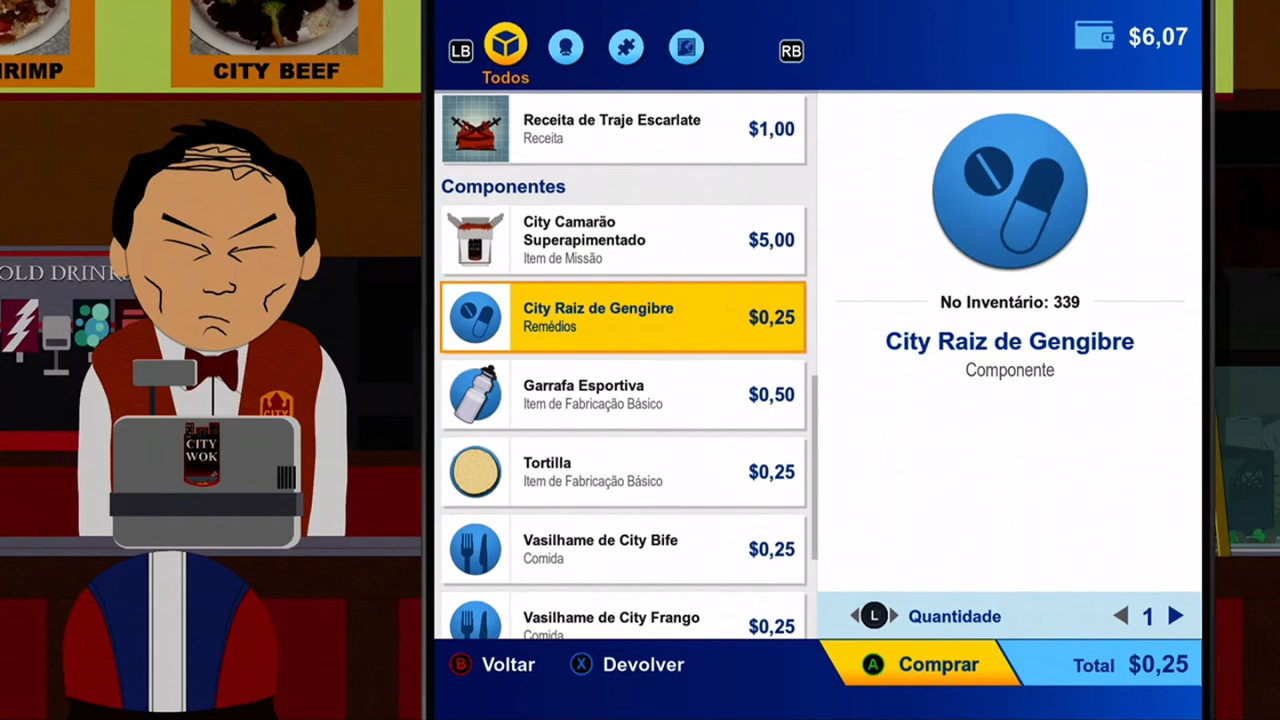 CITY BEEF
OLD DRINK
CITY
CITY
WOK
LB
Todos
RB
$6,07
Receita de Traje Escarlate
Receita
$1,00
Componentes
City Camarão
Superapimentado
Item de Missão
$5,00
City Raiz de Gengibre
Remédios
$0,25
Garrafa Esportiva
Item de Fabricação Básico
$0,50
Tortilla
Item de Fabricação Básico
$0,25
Vasilhame de City Bife
Comida
$0,25
Vasilhame de City Frango
Comida
$0,25
No Inventário: 339
City Raiz de Gengibre
Componente
L Quantidade 1
B Voltar
X Devolver
A Comprar
Total $0,25